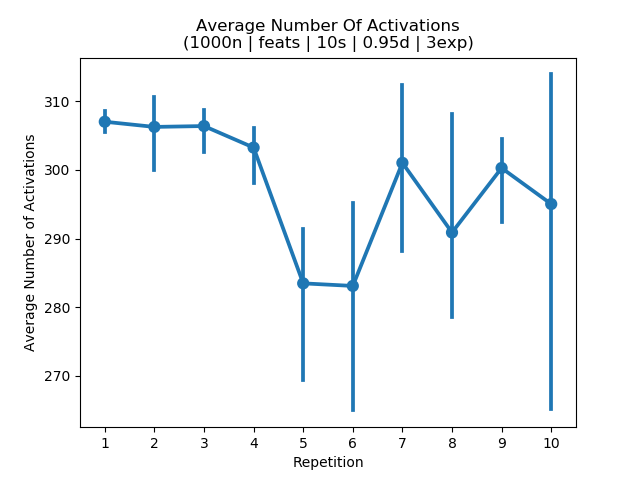 Average Number Of Activations
(1000n | feats | 10s | 0.95d | 3exp)
Average Number of Activations
310
300
290
280
270
1 2 3 4 5 6 7 8 9 10
Repetition